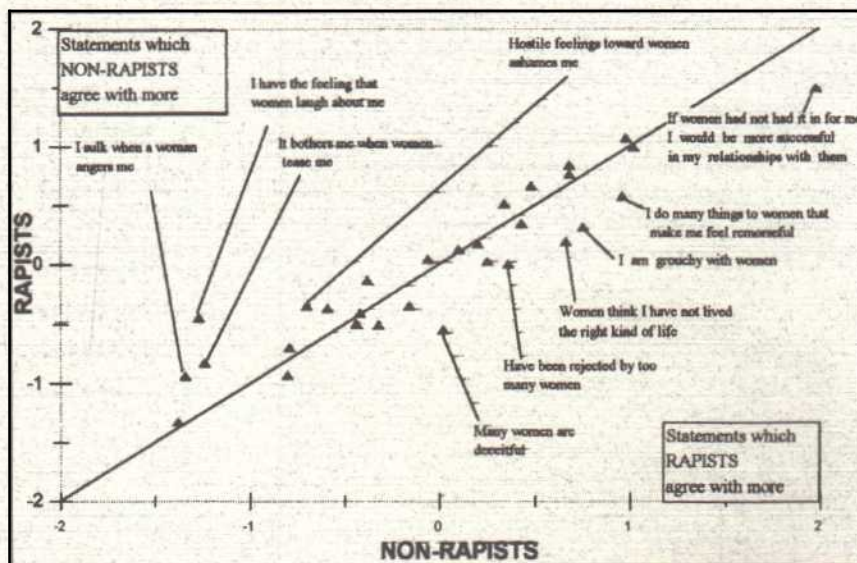 Statements which
NON-RAPISTS
agree with more
I have the feeling that
women laugh about me
Hostile feelings toward women
ashames me
I sulk when a woman
angers me
It bothers me when women
tease me
If women had not had it in for me
I would be more successful
in my relationships with them
I do many things to women that
make me feel remorseful
I am grouchy with women
Women think I have not lived
the right kind of life
Have been rejected by too
many women
Many women are
deceitful
Statements which
RAPISTS
agree with more
RAPISTS
2
1
0
-1
-2
-2
-1
0
1
2
NON-RAPISTS